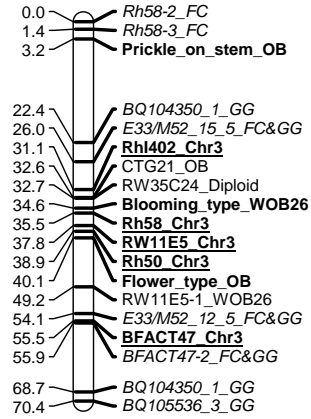 0.0 Rh58-2_FC
1.4 Rh58-3_FC
3.2 Prickle_on_stem_OB
22.4 BQ104350_1_GG
26.0 E33/M52_15_5_FC&GG
31.1 RhI402_Chr3
32.6 CTG21_OB
32.7 RW35C24_Diploid
34.6 Blooming_type_WOB26
35.5 Rh58_Chr3
37.8 RW11E5_Chr3
38.9 Rh50_Chr3
40.1 Flower_type_OB
49.2 RW11E5-1_WOB26
54.1 E33/M52_12_5_FC&GG
55.5 BFACT47_Chr3
55.9 BFACT47-2_FC&GG
68.7 BQ104350_1_GG
70.4 BQ105536_3_GG